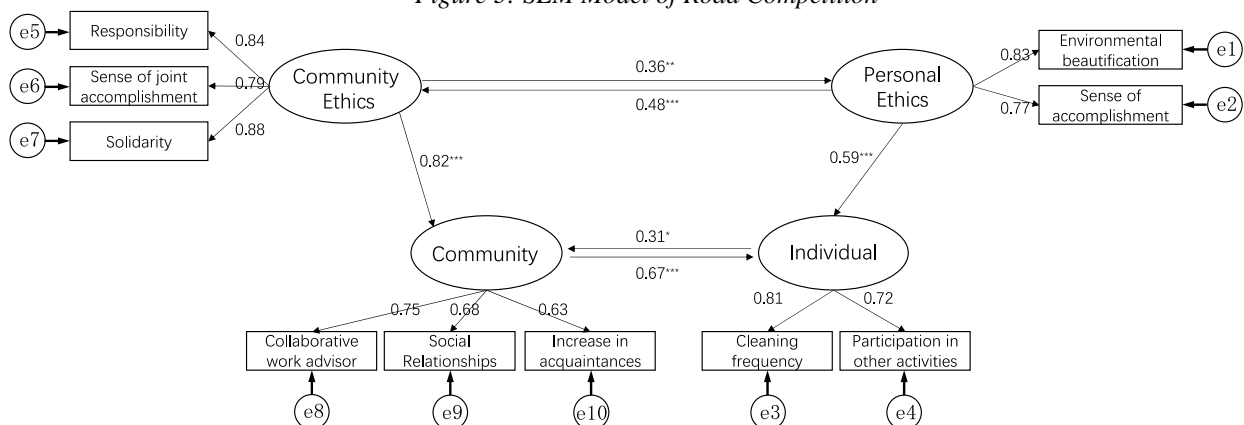 Figure 3: SEM Model of Road Competition
e5
Responsibility
0.84
e6
Sense of joint
accomplishment
0.79
e7
Solidarity
0.88
Community
Ethics
0.36**
0.48***
Personal
Ethics
0.83
Environmental
beautification
e1
0.77
Sense of
accomplishment
e2
0.82***
0.59***
Community
0.31*
0.67***
Individual
0.75
0.68
0.63
0.81
0.72
Collaborative
work advisor
Social
Relationships
Increase in
acquaintances
Cleaning
frequency
Participation in
other activities
e8
e9
e10
e3
e4